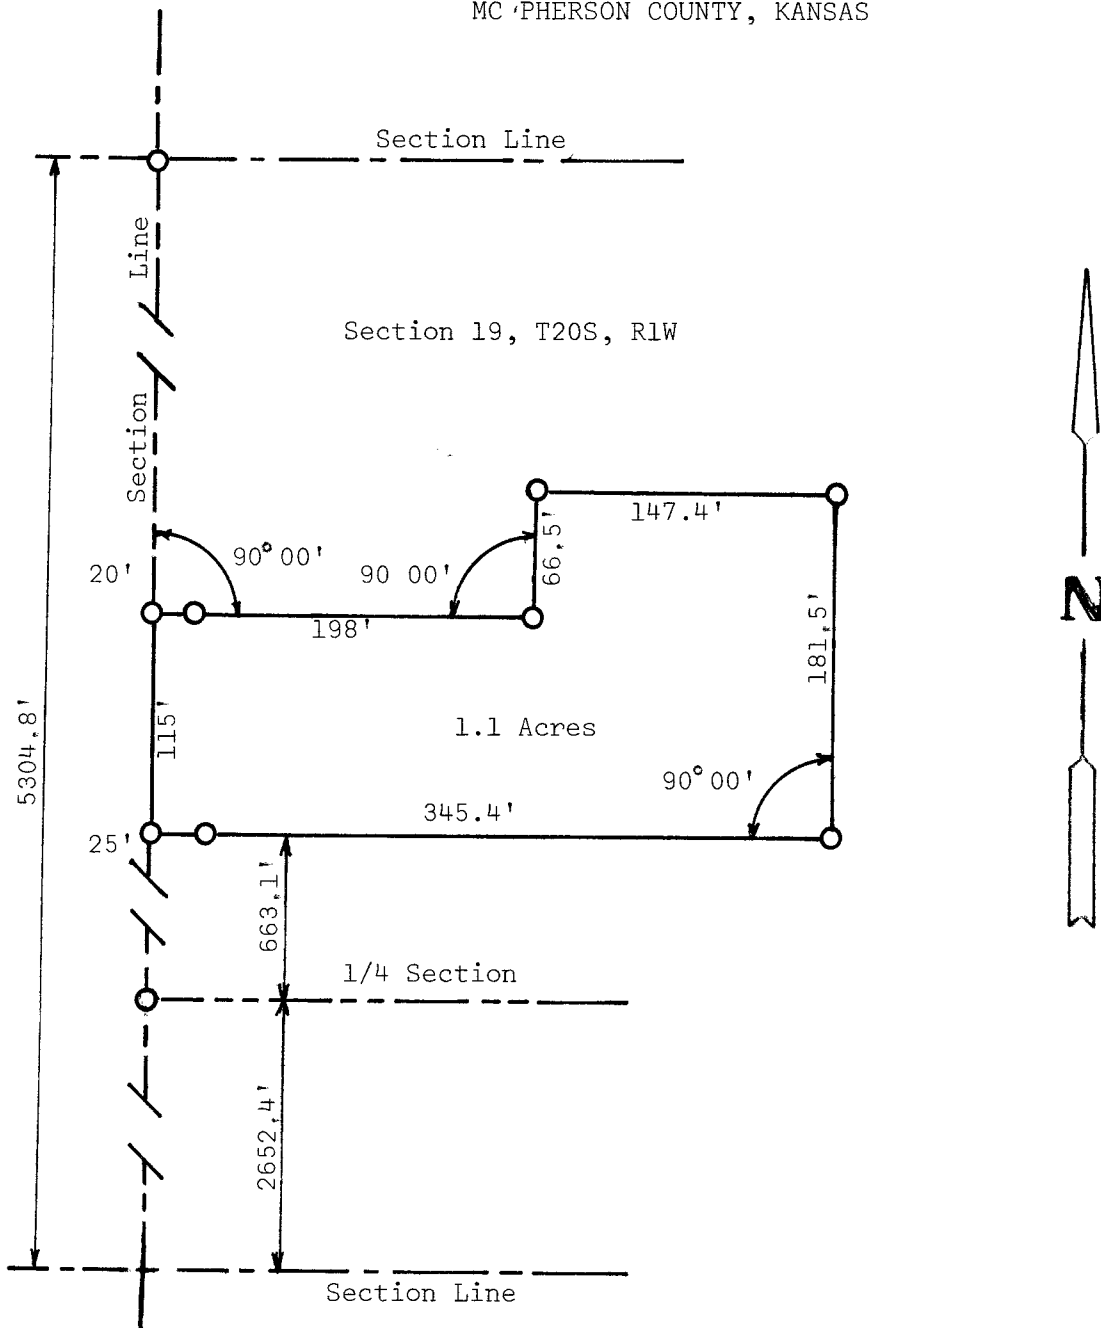 MC PHERSON COUNTY, KANSAS
Section Line
Section Line
Section 19, T20S, R1W
147.4'
66.5'
90° 00'
90 00'
20'
198'
181.5'
115'
1.1 Acres
5304.8'
90° 00'
345.4'
25'
663.1'
1/4 Section
2652.4'
Section Line
N